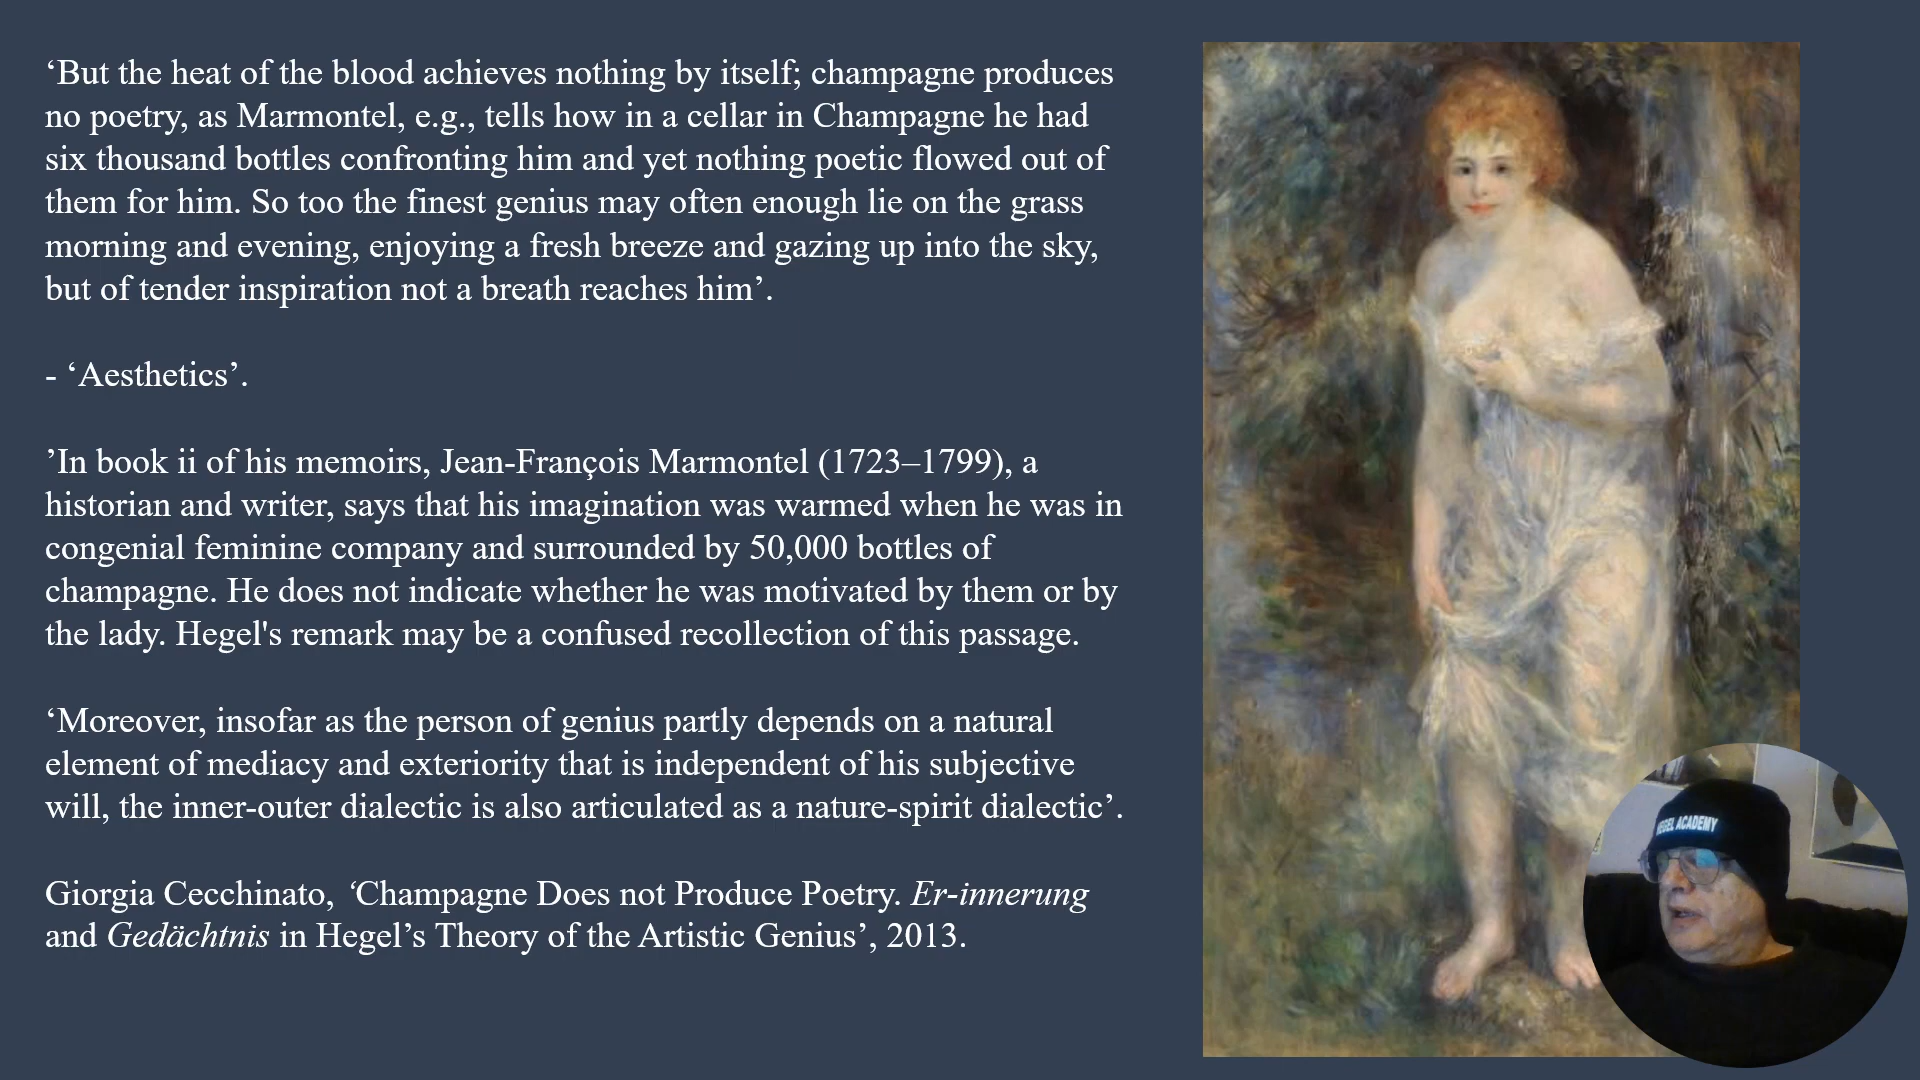 ‘But the heat of the blood achieves nothing by itself; champagne produces
no poetry, as Marmontel, e.g., tells how in a cellar in Champagne he had
six thousand bottles confronting him and yet nothing poetic flowed out of
them for him. So too the finest genius may often enough lie on the grass
morning and evening, enjoying a fresh breeze and gazing up into the sky,
but of tender inspiration not a breath reaches him’.
- ‘Aesthetics’.
’In book ii of his memoirs, Jean-François Marmontel (1723–1799), a
historian and writer, says that his imagination was warmed when he was in
congenial feminine company and surrounded by 50,000 bottles of
champagne. He does not indicate whether he was motivated by them or by
the lady. Hegel's remark may be a confused recollection of this passage.
‘Moreover, insofar as the person of genius partly depends on a natural
element of mediacy and exteriority that is independent of his subjective
will, the inner-outer dialectic is also articulated as a nature-spirit dialectic’.
Giorgia Cecchinato, ‘Champagne Does not Produce Poetry. Er-innerung
and Gedächtnis in Hegel’s Theory of the Artistic Genius’, 2013.
HEGEL ACADEMY